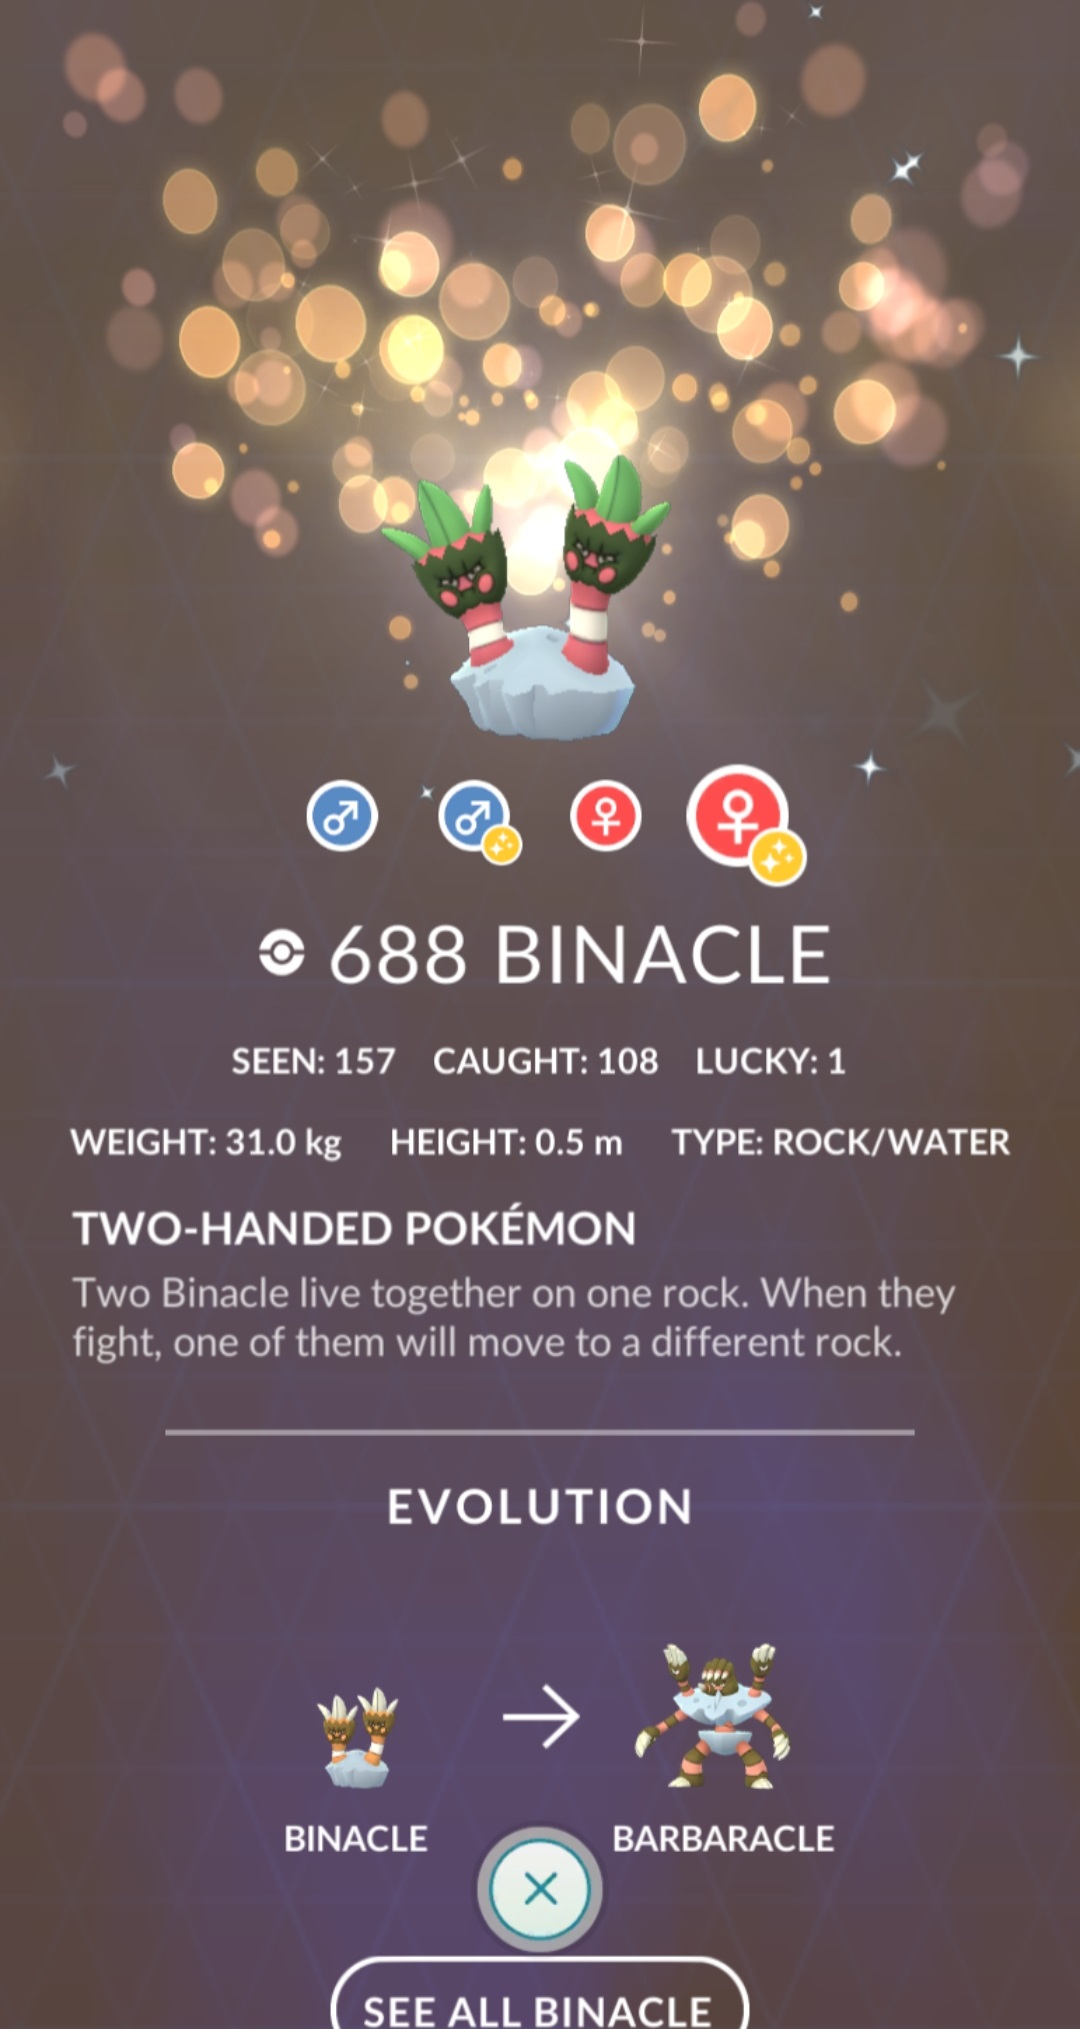 688 BINACLE
SEEN: 157 CAUGHT: 108 LUCKY: 1
WEIGHT: 31.0 kg HEIGHT: 0.5 m TYPE: ROCK/WATER
TWO-HANDED POKÉMON
Two Binacle live together on one rock. When they
fight, one of them will move to a different rock.
EVOLUTION
BINACLE BARBARACLE
SEE ALL BINACLE